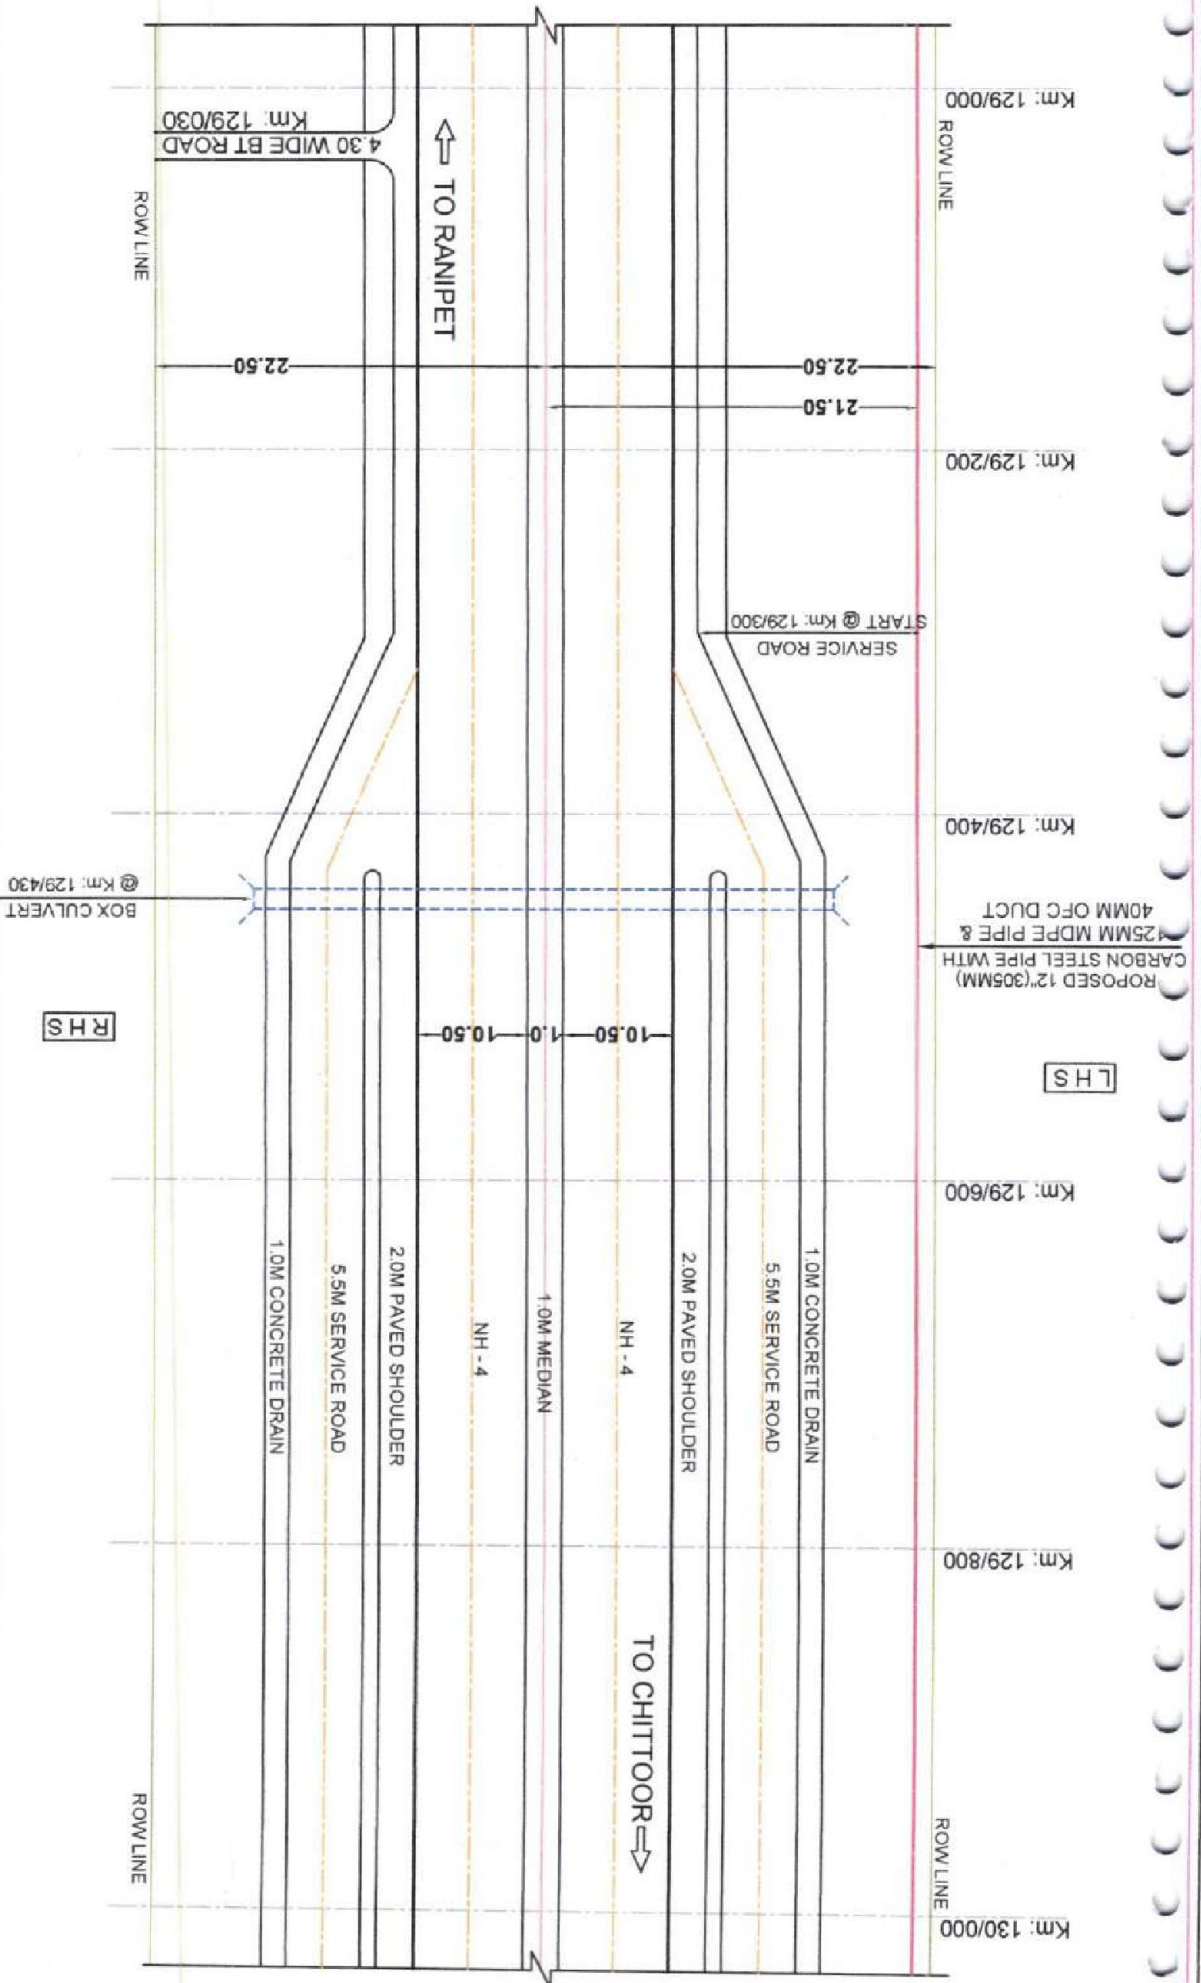 Km: 129/000
Km: 129/200
Km: 129/400
Km: 129/600
Km: 129/800
Km: 130/000
ROW LINE
ROW LINE
ROW LINE
ROW LINE
4.30 WIDE BT ROAD
Km: 129/030
TO RANIPET
22.50
22.50
21.50
SERVICE ROAD
START @ Km: 129/300
BOX CULVERT
@ Km: 129/430
ROPOSED 12"(305MM)
CARBON STEEL PIPE WITH
125MM MDPE PIPE &
40MM OFC DUCT
RHS
LHS
10.50
1.0
10.50
1.0M CONCRETE DRAIN
5.5M SERVICE ROAD
2.0M PAVED SHOULDER
NH - 4
1.0M MEDIAN
NH - 4
2.0M PAVED SHOULDER
5.5M SERVICE ROAD
1.0M CONCRETE DRAIN
TO CHITTOOR